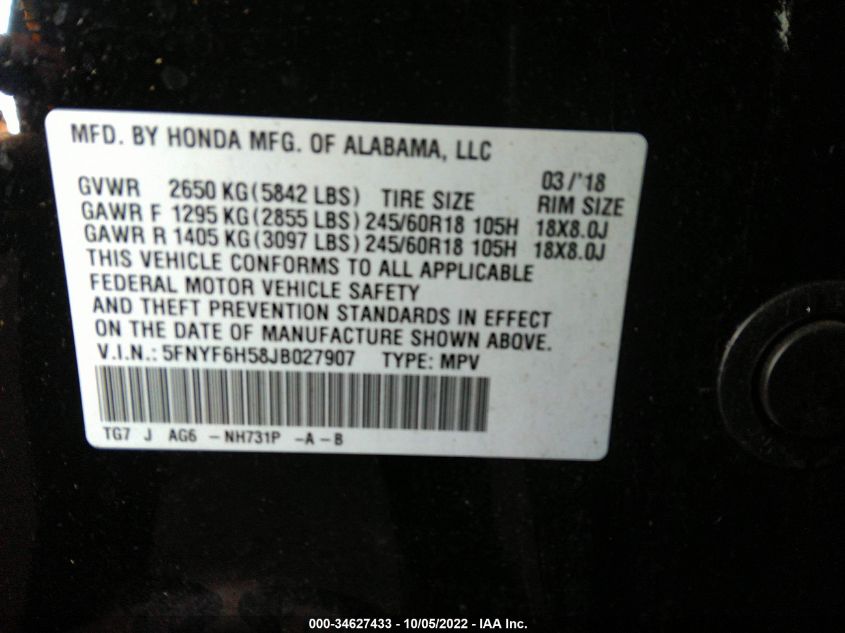 MFD. BY HONDA MFG. OF ALABAMA, LLC
03/'18
GVWR 2650 KG(5842 LBS) TIRE SIZE RIM SIZE
GAWR F 1295 KG(2855 LBS)245/60R18 105H 18X8.0J
GAWR R 1405 KG(3097 LBS)245/60R18 105H 18X8.0J
THIS VEHICLE CONFORMS TO ALL APPLICABLE
FEDERAL MOTOR VEHICLE SAFETY
AND THEFT PREVENTION STANDARDS IN EFFECT
ON THE DATE OF MANUFACTURE SHOWN ABOVE.
V.I.N.: 5FNYF6H58JB027907 TYPE: MPV
TG7 J AG6 -NH731P -A-B
000-34627433 - 10/05/2022 - IAA Inc.